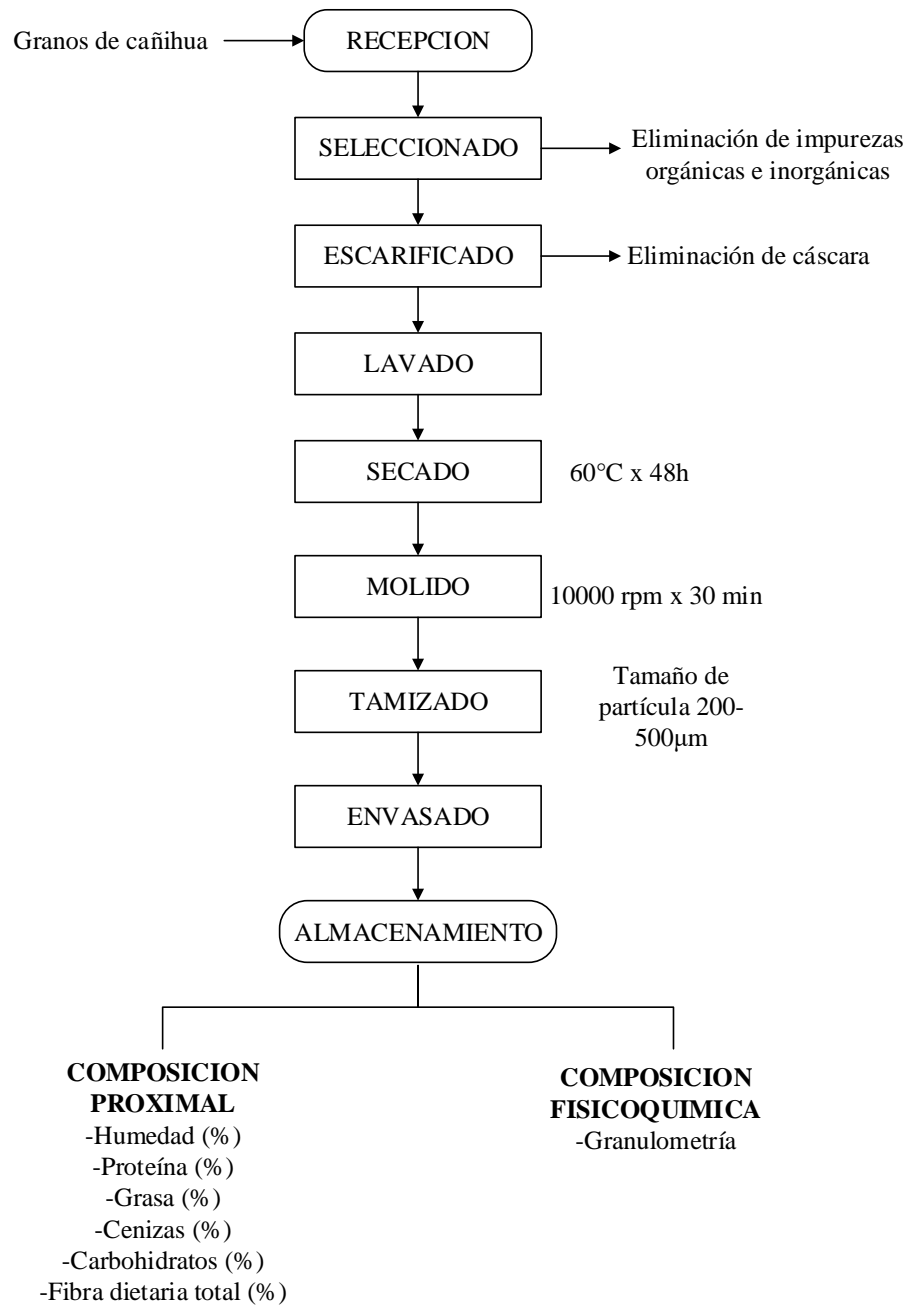 Granos de cañihua
RECEPCION
SELECCIONADO
Eliminación de impurezas
orgánicas e inorgánicas
ESCARIFICADO
Eliminación de cáscara
LAVADO
SECADO
60°C x 48h
MOLIDO
10000 rpm x 30 min
TAMIZADO
Tamaño de
partícula 200-
500μm
ENVASADO
ALMACENAMIENTO
COMPOSICION
PROXIMAL
-Humedad (%)
-Proteína (%)
-Grasa (%)
-Cenizas (%)
-Carbohidratos (%)
-Fibra dietaria total (%)
COMPOSICION
FISICOQUIMICA
-Granulometría